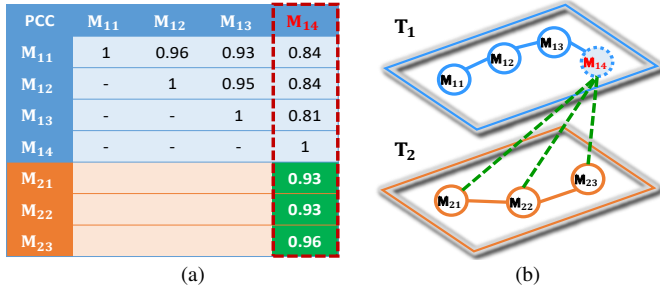 PCC M₁₁ M₁₂ M₁₃ M₁₄
M₁₁ 1 0.96 0.93 0.84
M₁₂ - 1 0.95 0.84
M₁₃ - - 1 0.81
M₁₄ - - - 1
M₂₁ 0.93
M₂₂ 0.93
M₂₃ 0.96
(a)
T₁
M₁₁ M₁₂ M₁₃ M₁₄
T₂
M₂₁ M₂₂ M₂₃
(b)